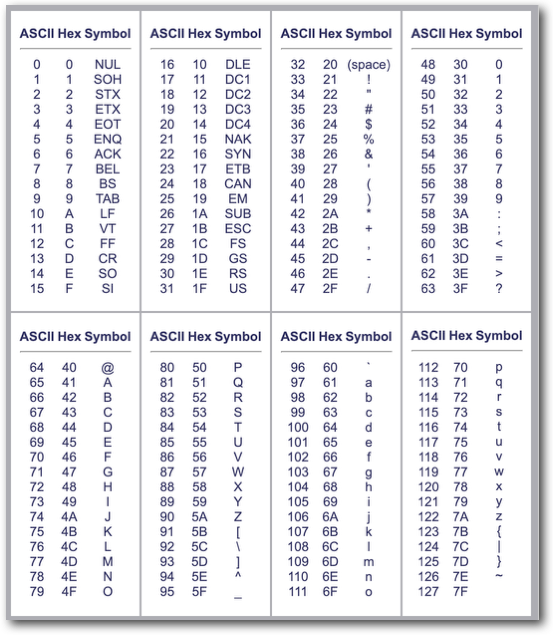 ASCII Hex Symbol
0 0 NUL
1 1 SOH
2 2 STX
3 3 ETX
4 4 EOT
5 5 ENQ
6 6 ACK
7 7 BEL
8 8 BS
9 9 TAB
10 A LF
11 B VT
12 C FF
13 D CR
14 E SO
15 F SI
ASCII Hex Symbol
16 10 DLE
17 11 DC1
18 12 DC2
19 13 DC3
20 14 DC4
21 15 NAK
22 16 SYN
23 17 ETB
24 18 CAN
25 19 EM
26 1A SUB
27 1B ESC
28 1C FS
29 1D GS
30 1E RS
31 1F US
ASCII Hex Symbol
32 20 (space)
33 21 !
34 22 "
35 23 #
36 24 $
37 25 %
38 26 &
39 27 '
40 28 (
41 29 )
42 2A *
43 2B +
44 2C ,
45 2D -
46 2E .
47 2F /
ASCII Hex Symbol
48 30 0
49 31 1
50 32 2
51 33 3
52 34 4
53 35 5
54 36 6
55 37 7
56 38 8
57 39 9
58 3A :
59 3B ;
60 3C <
61 3D =
62 3E >
63 3F ?
ASCII Hex Symbol
64 40 @
65 41 A
66 42 B
67 43 C
68 44 D
69 45 E
70 46 F
71 47 G
72 48 H
73 49 I
74 4A J
75 4B K
76 4C L
77 4D M
78 4E N
79 4F O
ASCII Hex Symbol
80 50 P
81 51 Q
82 52 R
83 53 S
84 54 T
85 55 U
86 56 V
87 57 W
88 58 X
89 59 Y
90 5A Z
91 5B [
92 5C \
93 5D ]
94 5E ^
95 5F _
ASCII Hex Symbol
96 60 `
97 61 a
98 62 b
99 63 c
100 64 d
101 65 e
102 66 f
103 67 g
104 68 h
105 69 i
106 6A j
107 6B k
108 6C l
109 6D m
110 6E n
111 6F o
ASCII Hex Symbol
112 70 p
113 71 q
114 72 r
115 73 s
116 74 t
117 75 u
118 76 v
119 77 w
120 78 x
121 79 y
122 7A z
123 7B {
124 7C |
125 7D }
126 7E ~
127 7F